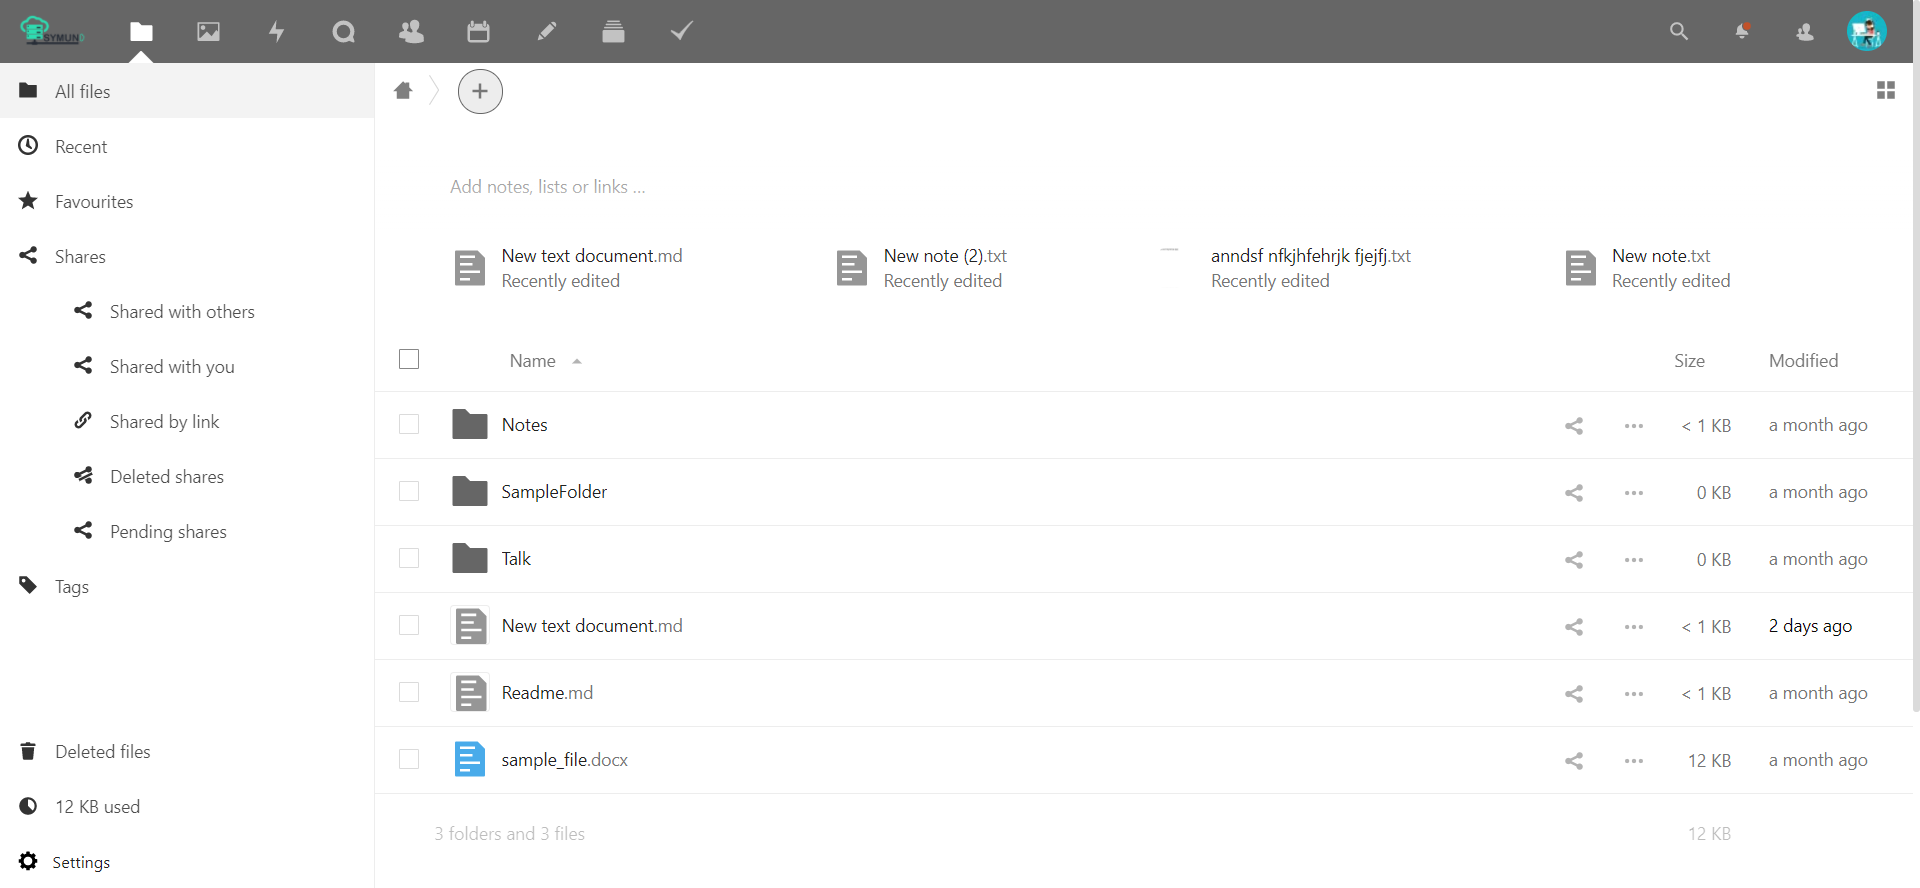 SYMUN
All files
Recent
Favourites
Shares
Shared with others
Shared with you
Shared by link
Deleted shares
Pending shares
Tags
Deleted files
12 KB used
Settings
Add notes, lists or links ...
New text document.md
Recently edited
New note (2).txt
Recently edited
anndsf nfkjhfehrjk fjejfj.txt
Recently edited
New note.txt
Recently edited
Name Size Modified
Notes < 1 KB a month ago
SampleFolder 0 KB a month ago
Talk 0 KB a month ago
New text document.md < 1 KB 2 days ago
Readme.md < 1 KB a month ago
sample_file.docx 12 KB a month ago
3 folders and 3 files 12 KB